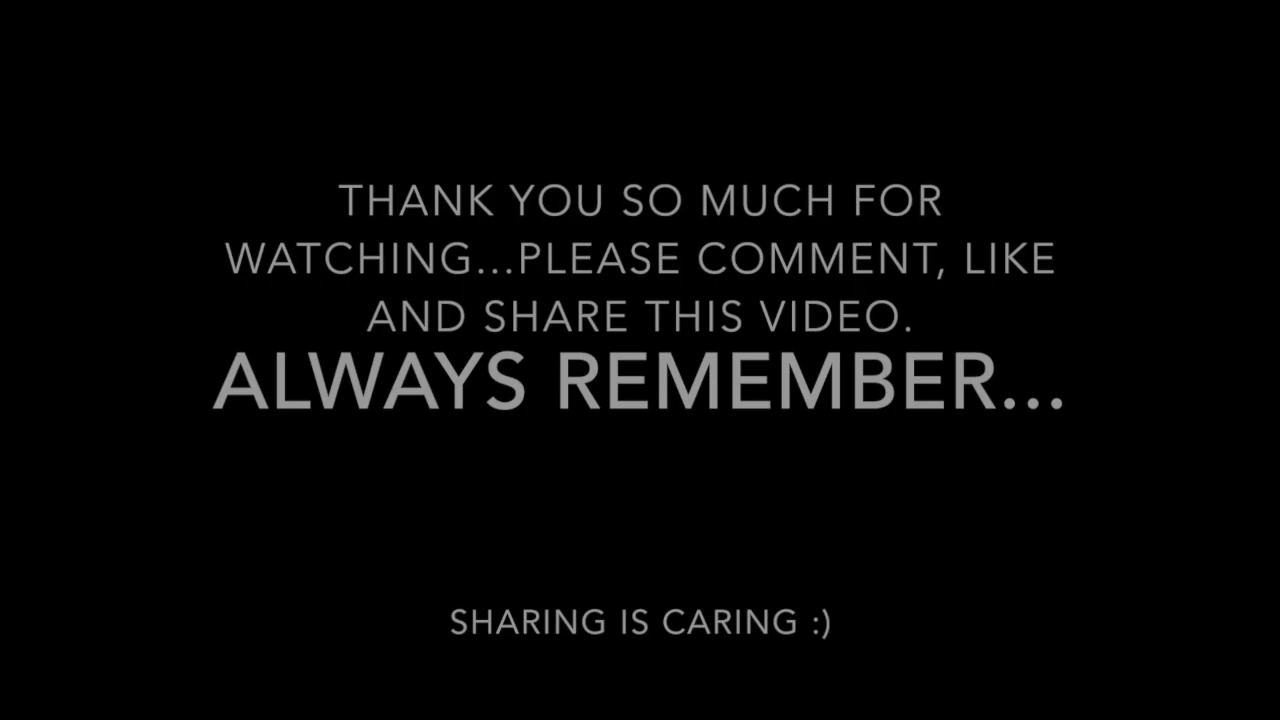 THANK YOU SO MUCH FOR
WATCHING...PLEASE COMMENT, LIKE
AND SHARE THIS VIDEO.
ALWAYS REMEMBER...
SHARING IS CARING :)